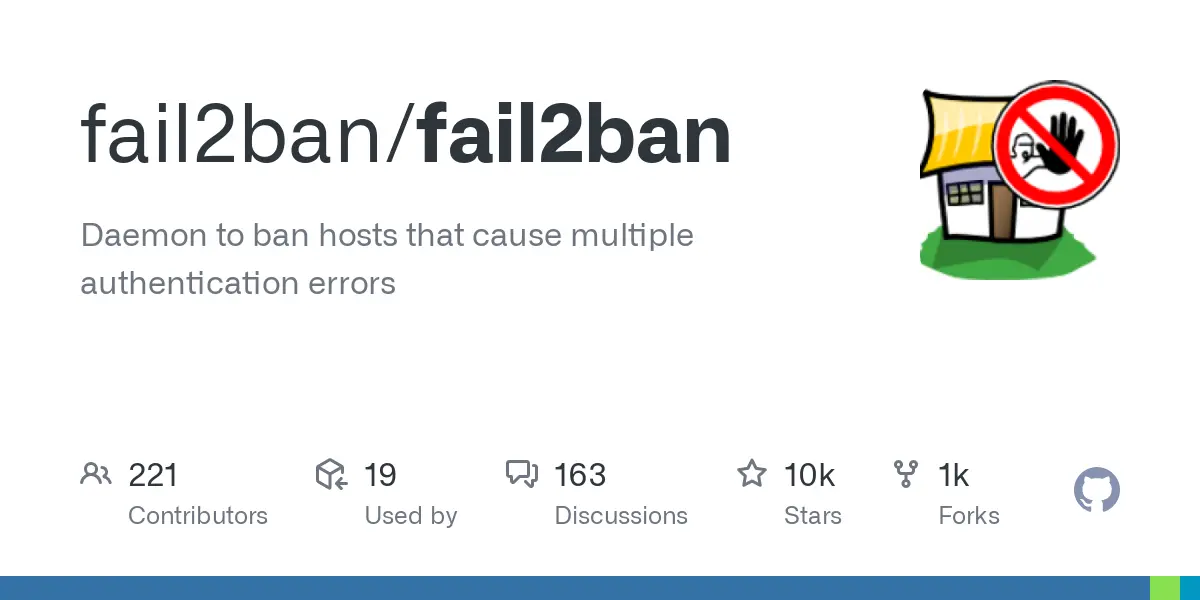 fail2ban/fail2ban
Daemon to ban hosts that cause multiple
authentication errors
221
Contributors
19
Used by
163
Discussions
10k
Stars
1k
Forks